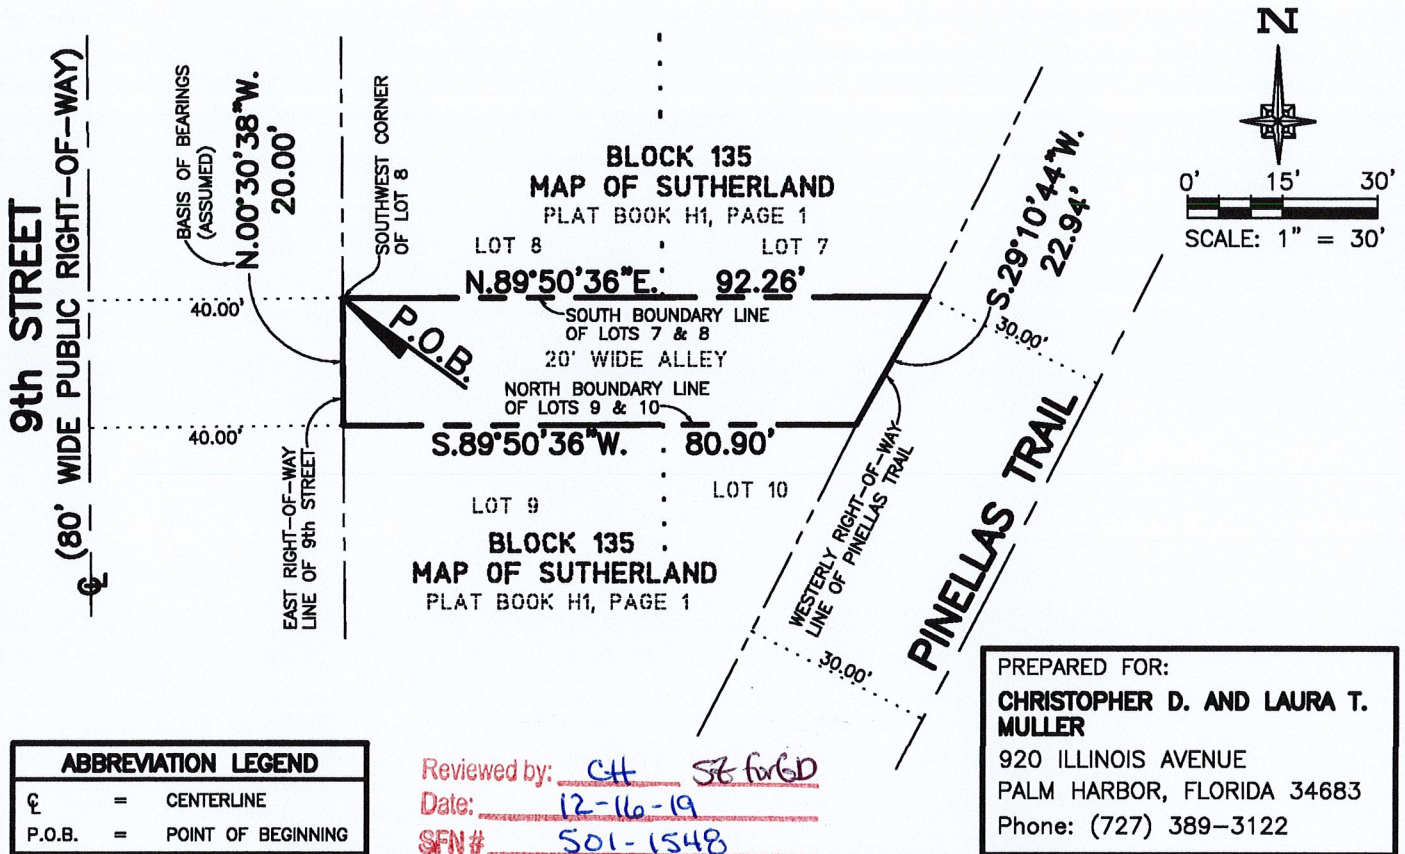 N
0' 15' 30'
SCALE: 1" = 30'
9th STREET
(80' WIDE PUBLIC RIGHT-OF-WAY)
℄
BASIS OF BEARINGS
(ASSUMED)
N.00°30'38"W.
20.00'
SOUTHWEST CORNER
OF LOT 8
BLOCK 135
MAP OF SUTHERLAND
PLAT BOOK H1, PAGE 1
LOT 8 LOT 7
S.29°10'44"W.
22.94'
40.00'
N.89°50'36"E. 92.26'
SOUTH BOUNDARY LINE
OF LOTS 7 & 8
P.O.B.
20' WIDE ALLEY
30.00'
NORTH BOUNDARY LINE
OF LOTS 9 & 10
40.00'
S.89°50'36"W. 80.90'
EAST RIGHT-OF-WAY
LINE OF 9th STREET
LOT 9 LOT 10
BLOCK 135
MAP OF SUTHERLAND
PLAT BOOK H1, PAGE 1
WESTERLY RIGHT-OF-WAY
LINE OF PINELLAS TRAIL
PINELLAS TRAIL
30.00'
ABBREVIATION LEGEND
℄ = CENTERLINE
P.O.B. = POINT OF BEGINNING
Reviewed by: CH SZ for GD
Date: 12-16-19
SFN # 501-1548
PREPARED FOR:
CHRISTOPHER D. AND LAURA T.
MULLER
920 ILLINOIS AVENUE
PALM HARBOR, FLORIDA 34683
Phone: (727) 389-3122